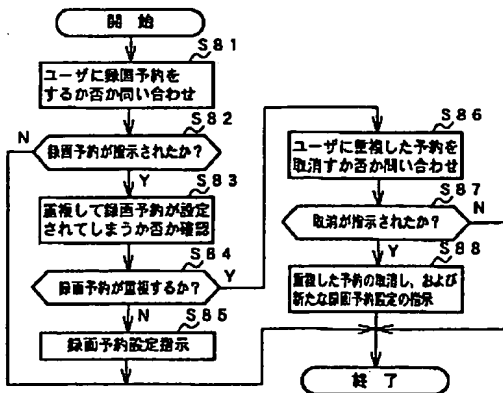 開始
S81
ユーザに録画予約を
するか否か問い合わせ
S82
N
録画予約が指示されたか?
Y
S83
重複して録画予約が設定
されてしまうか否か確認
S84
録画予約が重複するか?
Y
N
S85
録画予約設定指示
S86
ユーザに重複した予約を
取消すか否か問い合わせ
S87
取消が指示されたか?
N
Y
S88
重複した予約の取消し、および
新たな録画予約設定の指示
終了